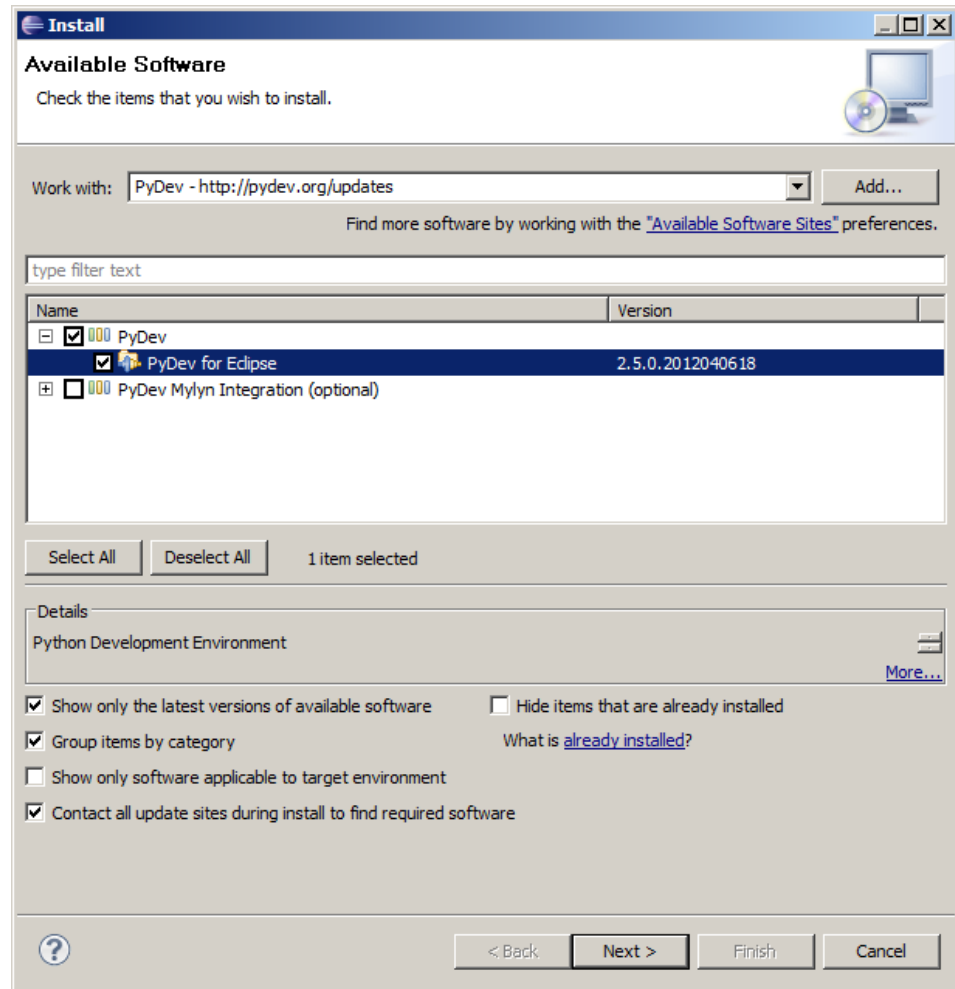 Install
Available Software
Check the items that you wish to install.
Work with: PyDev - http://pydev.org/updates Add...
Find more software by working with the "Available Software Sites" preferences.
type filter text
Name Version
PyDev
PyDev for Eclipse 2.5.0.2012040618
PyDev Mylyn Integration (optional)
Select All Deselect All 1 item selected
Details
Python Development Environment
More...
Show only the latest versions of available software Hide items that are already installed
Group items by category What is already installed?
Show only software applicable to target environment
Contact all update sites during install to find required software
? < Back Next > Finish Cancel